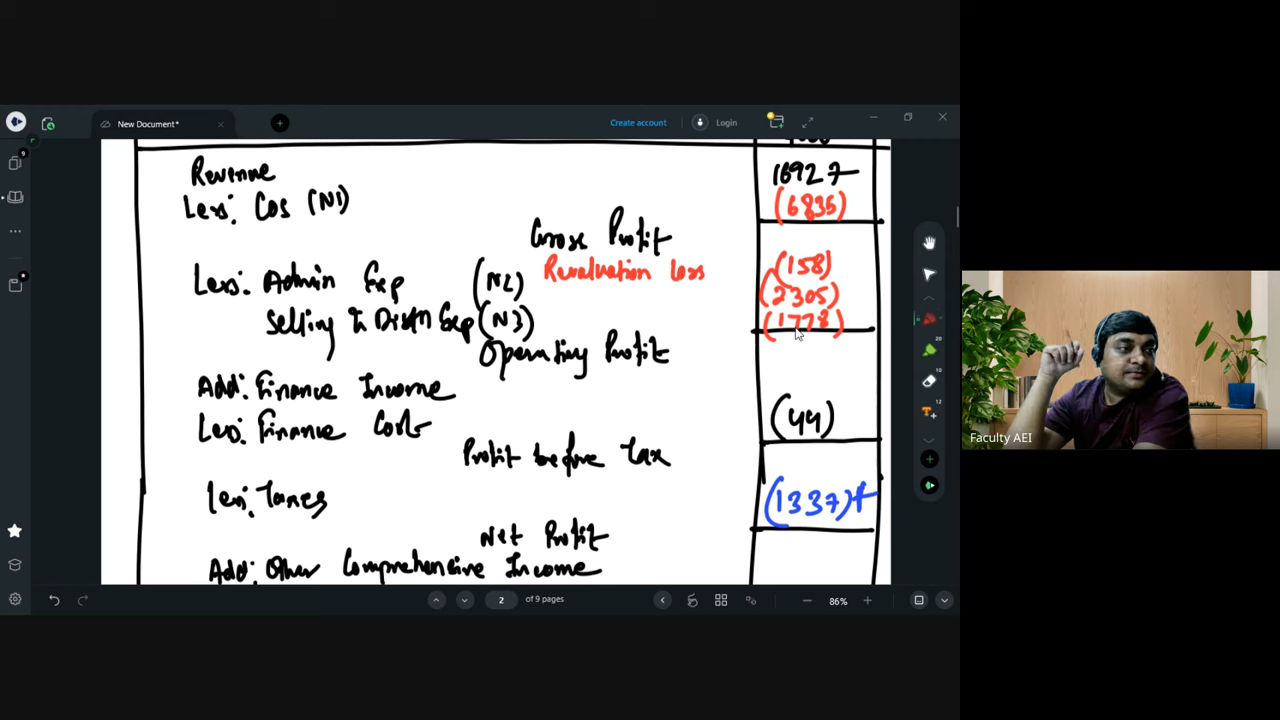 New Document*
Create account
Login
Revenue 16927
Less: Cos (N1) (6835)
Gross Profit
Revaluation Loss (158)
Less: Admin Exp (N2) (2305)
Selling & Distn Exp (N3) (1778)
Operating Profit
Add: Finance Income
Less: Finance Cost (44)
Profit before Tax
Less: Taxes (1337)
Net Profit
Add: Other Comprehensive Income
Faculty AEI
2 of 9 pages
86%